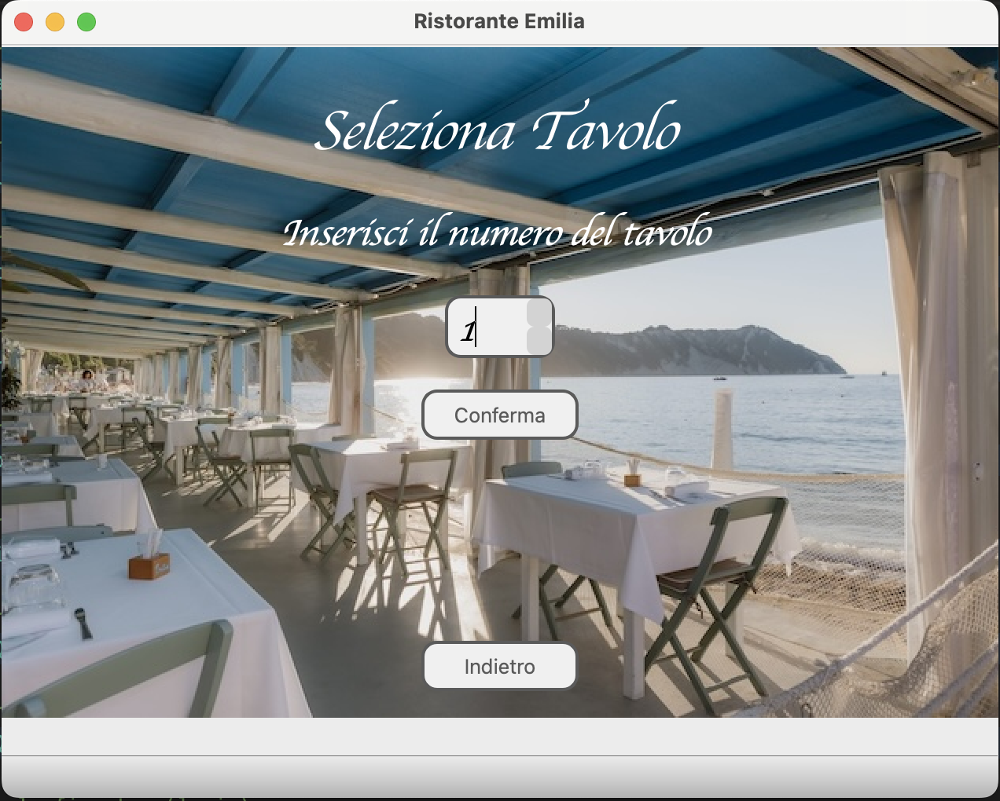 Ristorante Emilia
Seleziona Tavolo
Inserisci il numero del tavolo
1
Conferma
Indietro